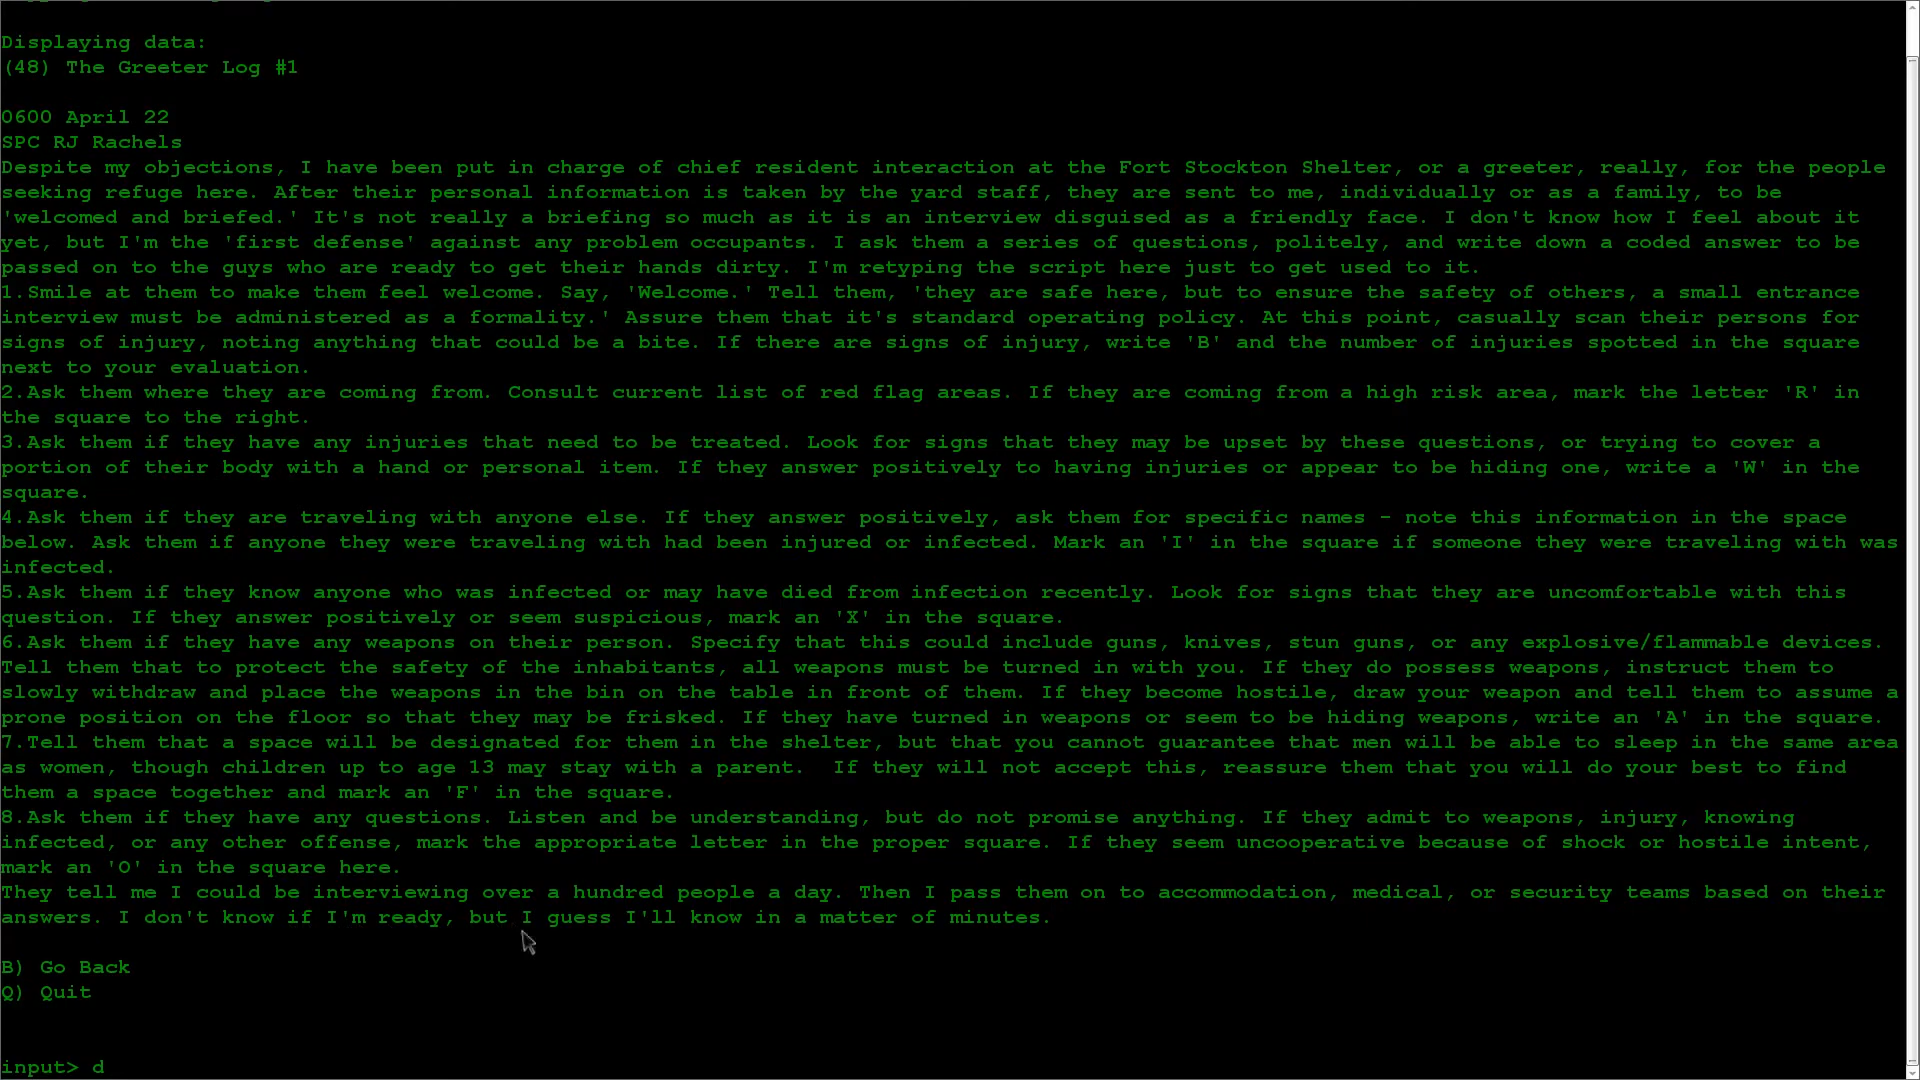 Displaying data:
(48) The Greeter Log #1
0600 April 22
SPC RJ Rachels
Despite my objections, I have been put in charge of chief resident interaction at the Fort Stockton Shelter, or a greeter, really, for the people
seeking refuge here. After their personal information is taken by the yard staff, they are sent to me, individually or as a family, to be
'welcomed and briefed.' It's not really a briefing so much as it is an interview disguised as a friendly face. I don't know how I feel about it
yet, but I'm the 'first defense' against any problem occupants. I ask them a series of questions, politely, and write down a coded answer to be
passed on to the guys who are ready to get their hands dirty. I'm retyping the script here just to get used to it.
1.Smile at them to make them feel welcome. Say, 'Welcome.' Tell them, 'they are safe here, but to ensure the safety of others, a small entrance
interview must be administered as a formality.' Assure them that it's standard operating policy. At this point, casually scan their persons for
signs of injury, noting anything that could be a bite. If there are signs of injury, write 'B' and the number of injuries spotted in the square
next to your evaluation.
2.Ask them where they are coming from. Consult current list of red flag areas. If they are coming from a high risk area, mark the letter 'R' in
the square to the right.
3.Ask them if they have any injuries that need to be treated. Look for signs that they may be upset by these questions, or trying to cover a
portion of their body with a hand or personal item. If they answer positively to having injuries or appear to be hiding one, write a 'W' in the
square.
4.Ask them if they are traveling with anyone else. If they answer positively, ask them for specific names - note this information in the space
below. Ask them if anyone they were traveling with had been injured or infected. Mark an 'I' in the square if someone they were traveling with was
infected.
5.Ask them if they know anyone who was infected or may have died from infection recently. Look for signs that they are uncomfortable with this
question. If they answer positively or seem suspicious, mark an 'X' in the square.
6.Ask them if they have any weapons on their person. Specify that this could include guns, knives, stun guns, or any explosive/flammable devices.
Tell them that to protect the safety of the inhabitants, all weapons must be turned in with you. If they do possess weapons, instruct them to
slowly withdraw and place the weapons in the bin on the table in front of them. If they become hostile, draw your weapon and tell them to assume a
prone position on the floor so that they may be frisked. If they have turned in weapons or seem to be hiding weapons, write an 'A' in the square.
7.Tell them that a space will be designated for them in the shelter, but that you cannot guarantee that men will be able to sleep in the same area
as women, though children up to age 13 may stay with a parent.  If they will not accept this, reassure them that you will do your best to find
them a space together and mark an 'F' in the square.
8.Ask them if they have any questions. Listen and be understanding, but do not promise anything. If they admit to weapons, injury, knowing
infected, or any other offense, mark the appropriate letter in the proper square. If they seem uncooperative because of shock or hostile intent,
mark an 'O' in the square here.
They tell me I could be interviewing over a hundred people a day. Then I pass them on to accommodation, medical, or security teams based on their
answers. I don't know if I'm ready, but I guess I'll know in a matter of minutes.
B) Go Back
Q) Quit
input> d